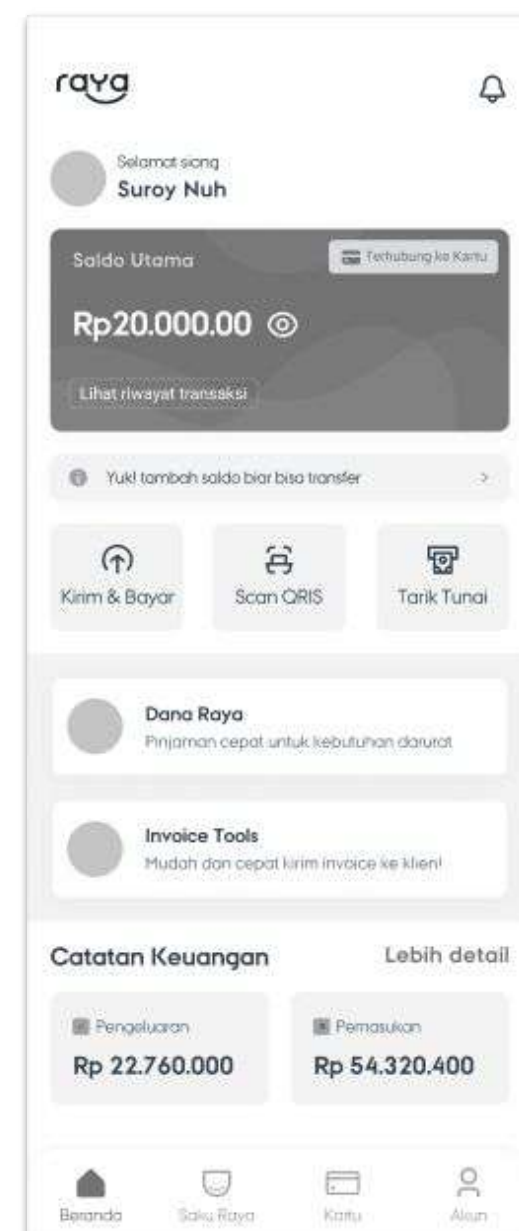 raya
Selamat siang
Suroy Nuh
Saldo Utama
Terhubung ke Kartu
Rp20.000.00
Lihat riwayat transaksi
Yuk! tambah saldo biar bisa transfer
Kirim & Bayar
Scan QRIS
Tarik Tunai
Dana Raya
Pinjaman cepat untuk kebutuhan darurat
Invoice Tools
Mudah dan cepat kirim invoice ke klien!
Catatan Keuangan
Lebih detail
Pengeluaran
Pemasukan
Rp 22.760.000
Rp 54.320.400
Beranda
Saku Raya
Kartu
Akun